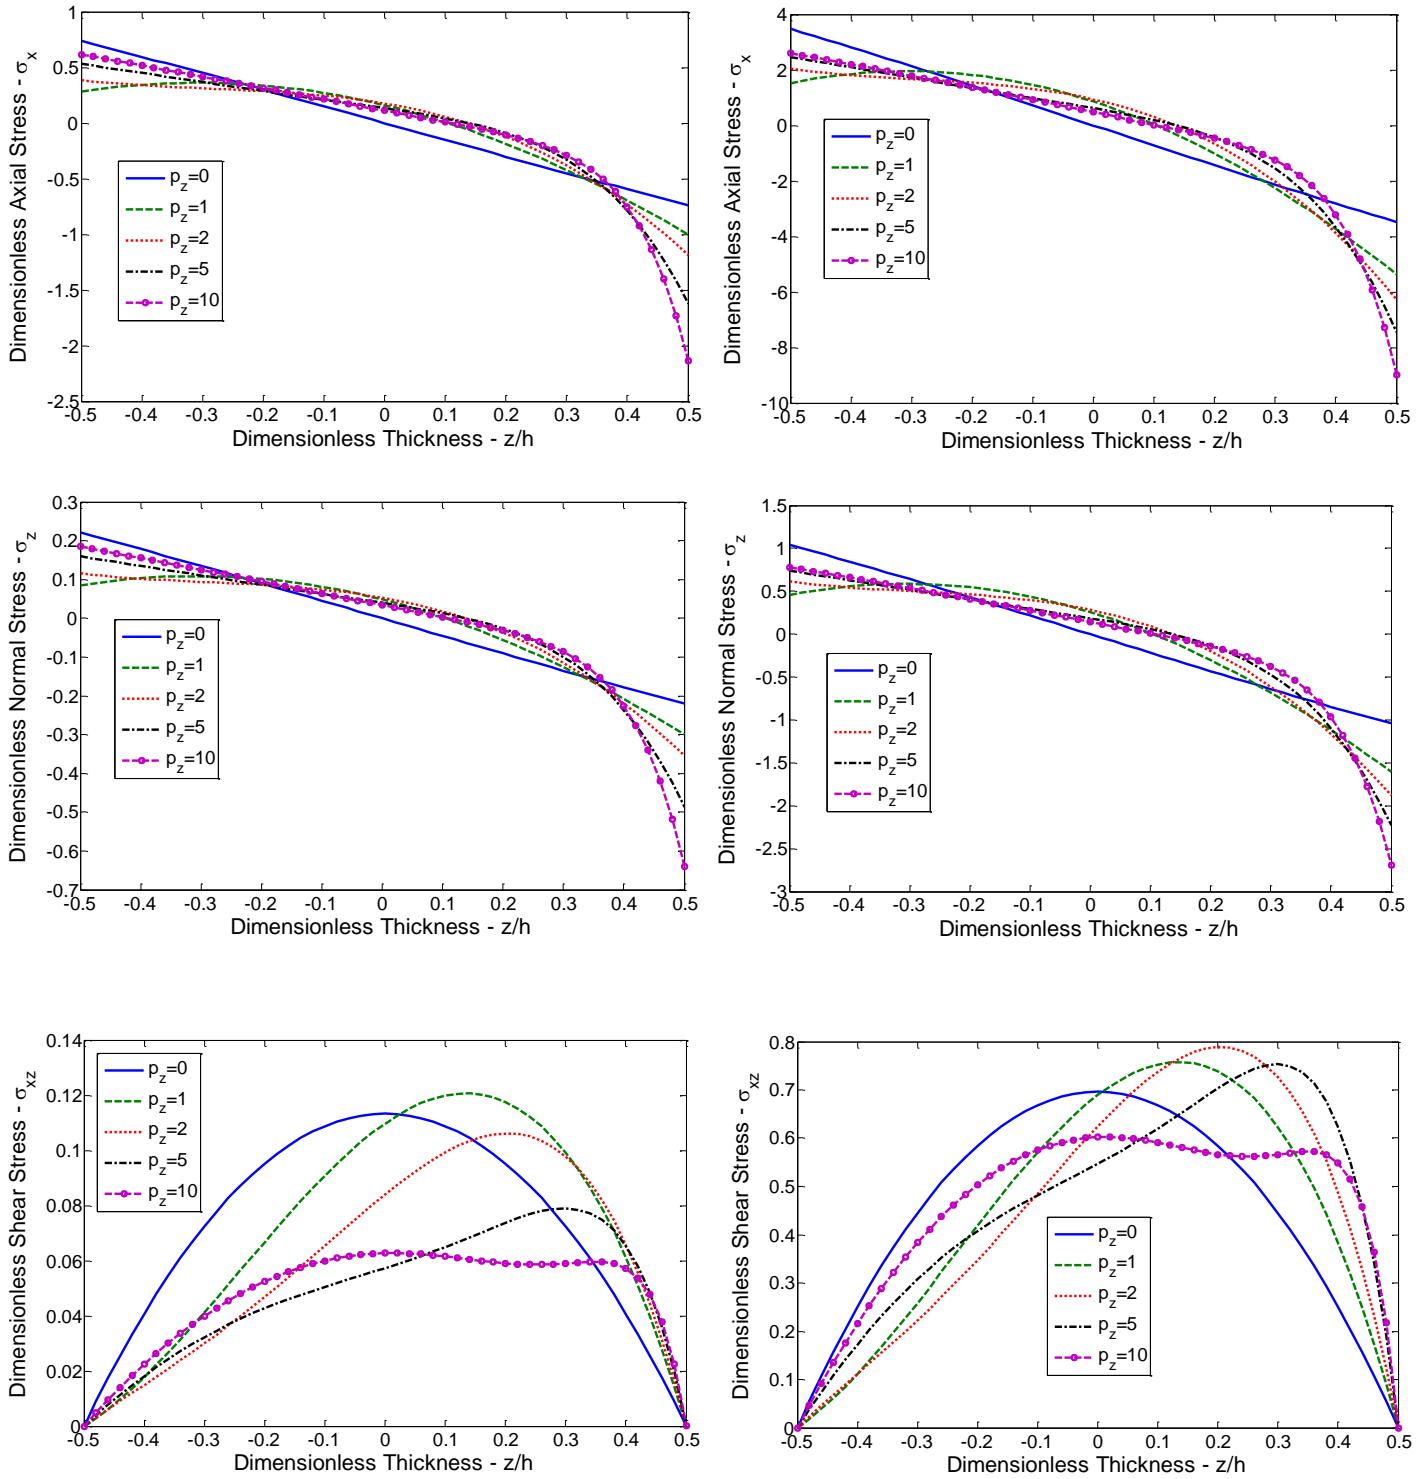 1
0.5
0
-0.5
-1
-1.5
-2
-2.5
Dimensionless Axial Stress - σx
pz=0
pz=1
pz=2
pz=5
pz=10
-0.5 -0.4 -0.3 -0.2 -0.1 0 0.1 0.2 0.3 0.4 0.5
Dimensionless Thickness - z/h
4
2
0
-2
-4
-6
-8
-10
Dimensionless Axial Stress - σx
pz=0
pz=1
pz=2
pz=5
pz=10
-0.5 -0.4 -0.3 -0.2 -0.1 0 0.1 0.2 0.3 0.4 0.5
Dimensionless Thickness - z/h
0.3
0.2
0.1
0
-0.1
-0.2
-0.3
-0.4
-0.5
-0.6
-0.7
Dimensionless Normal Stress - σz
pz=0
pz=1
pz=2
pz=5
pz=10
-0.5 -0.4 -0.3 -0.2 -0.1 0 0.1 0.2 0.3 0.4 0.5
Dimensionless Thickness - z/h
1.5
1
0.5
0
-0.5
-1
-1.5
-2
-2.5
-3
Dimensionless Normal Stress - σz
pz=0
pz=1
pz=2
pz=5
pz=10
-0.5 -0.4 -0.3 -0.2 -0.1 0 0.1 0.2 0.3 0.4 0.5
Dimensionless Thickness - z/h
0.14
0.12
0.1
0.08
0.06
0.04
0.02
0
Dimensionless Shear Stress - σxz
pz=0
pz=1
pz=2
pz=5
pz=10
-0.5 -0.4 -0.3 -0.2 -0.1 0 0.1 0.2 0.3 0.4 0.5
Dimensionless Thickness - z/h
0.8
0.7
0.6
0.5
0.4
0.3
0.2
0.1
0
Dimensionless Shear Stress - σxz
pz=0
pz=1
pz=2
pz=5
pz=10
-0.5 -0.4 -0.3 -0.2 -0.1 0 0.1 0.2 0.3 0.4 0.5
Dimensionless Thickness - z/h